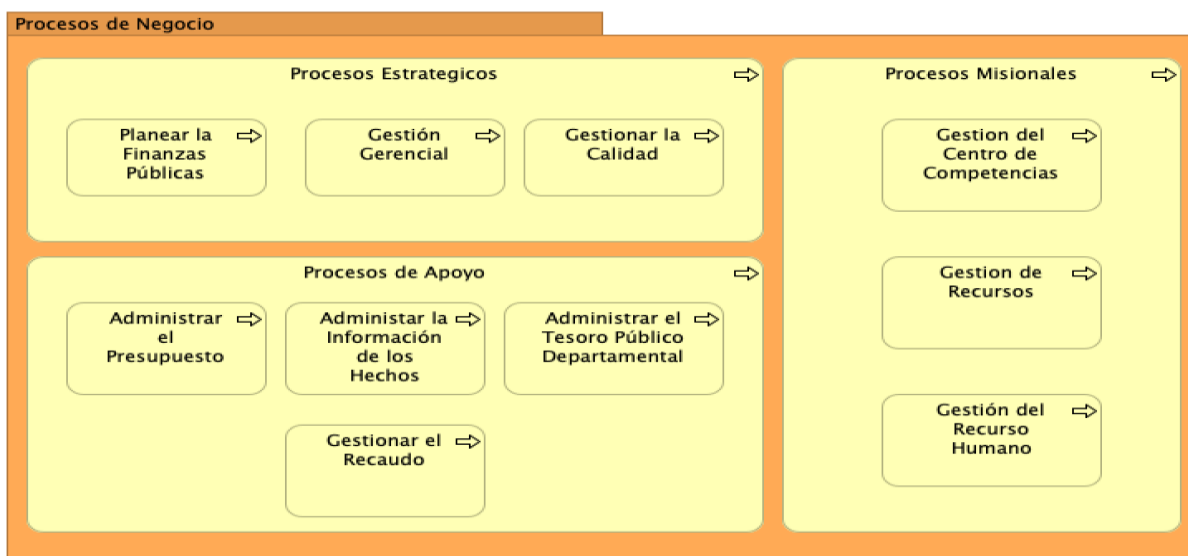 Procesos de Negocio
Procesos Estrategicos
Planear la
Finanzas
Públicas
Gestión
Gerencial
Gestionar la
Calidad
Procesos de Apoyo
Administrar
el
Presupuesto
Administar la
Información
de los
Hechos
Administrar el
Tesoro Público
Departamental
Gestionar el
Recaudo
Procesos Misionales
Gestion del
Centro de
Competencias
Gestion de
Recursos
Gestión del
Recurso
Humano